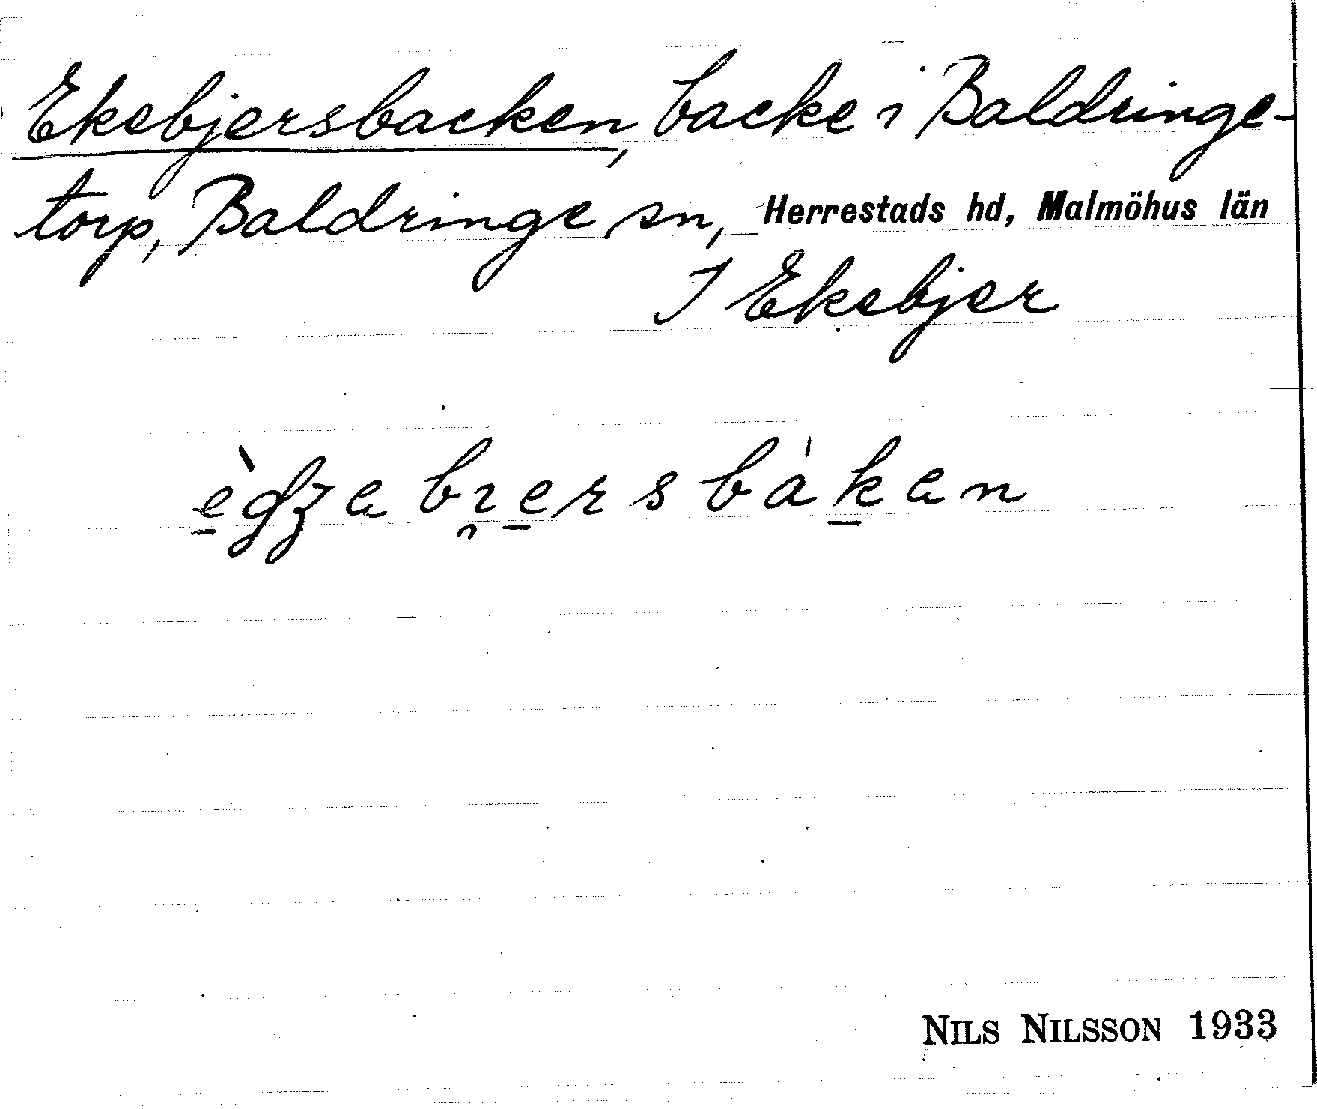 Ekebjersbacken, backe i Baldringe-
torp, Baldringe sn, Herrestads hd, Malmöhus län
I Ekebjer
NILS NILSSON 1933